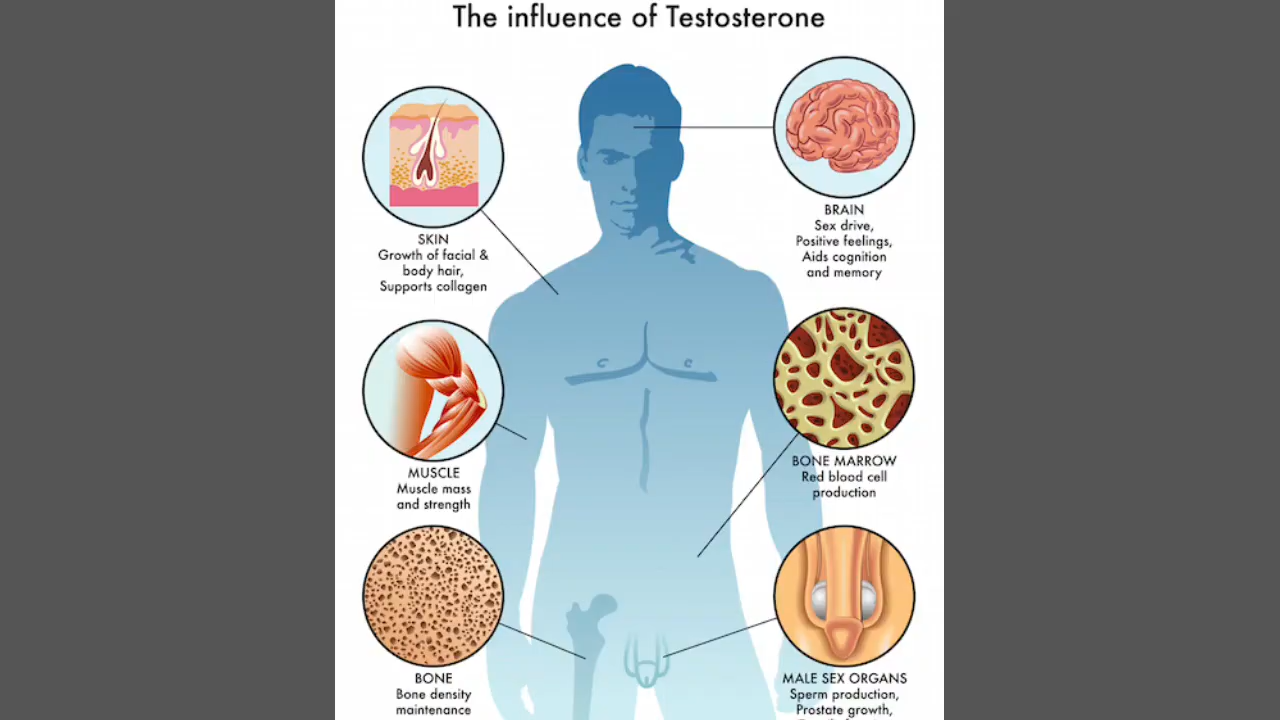 The influence of Testosterone
SKIN
Growth of facial &
body hair,
Supports collagen
MUSCLE
Muscle mass
and strength
BONE
Bone density
maintenance
BRAIN
Sex drive,
Positive feelings,
Aids cognition
and memory
BONE MARROW
Red blood cell
production
MALE SEX ORGANS
Sperm production,
Prostate growth,